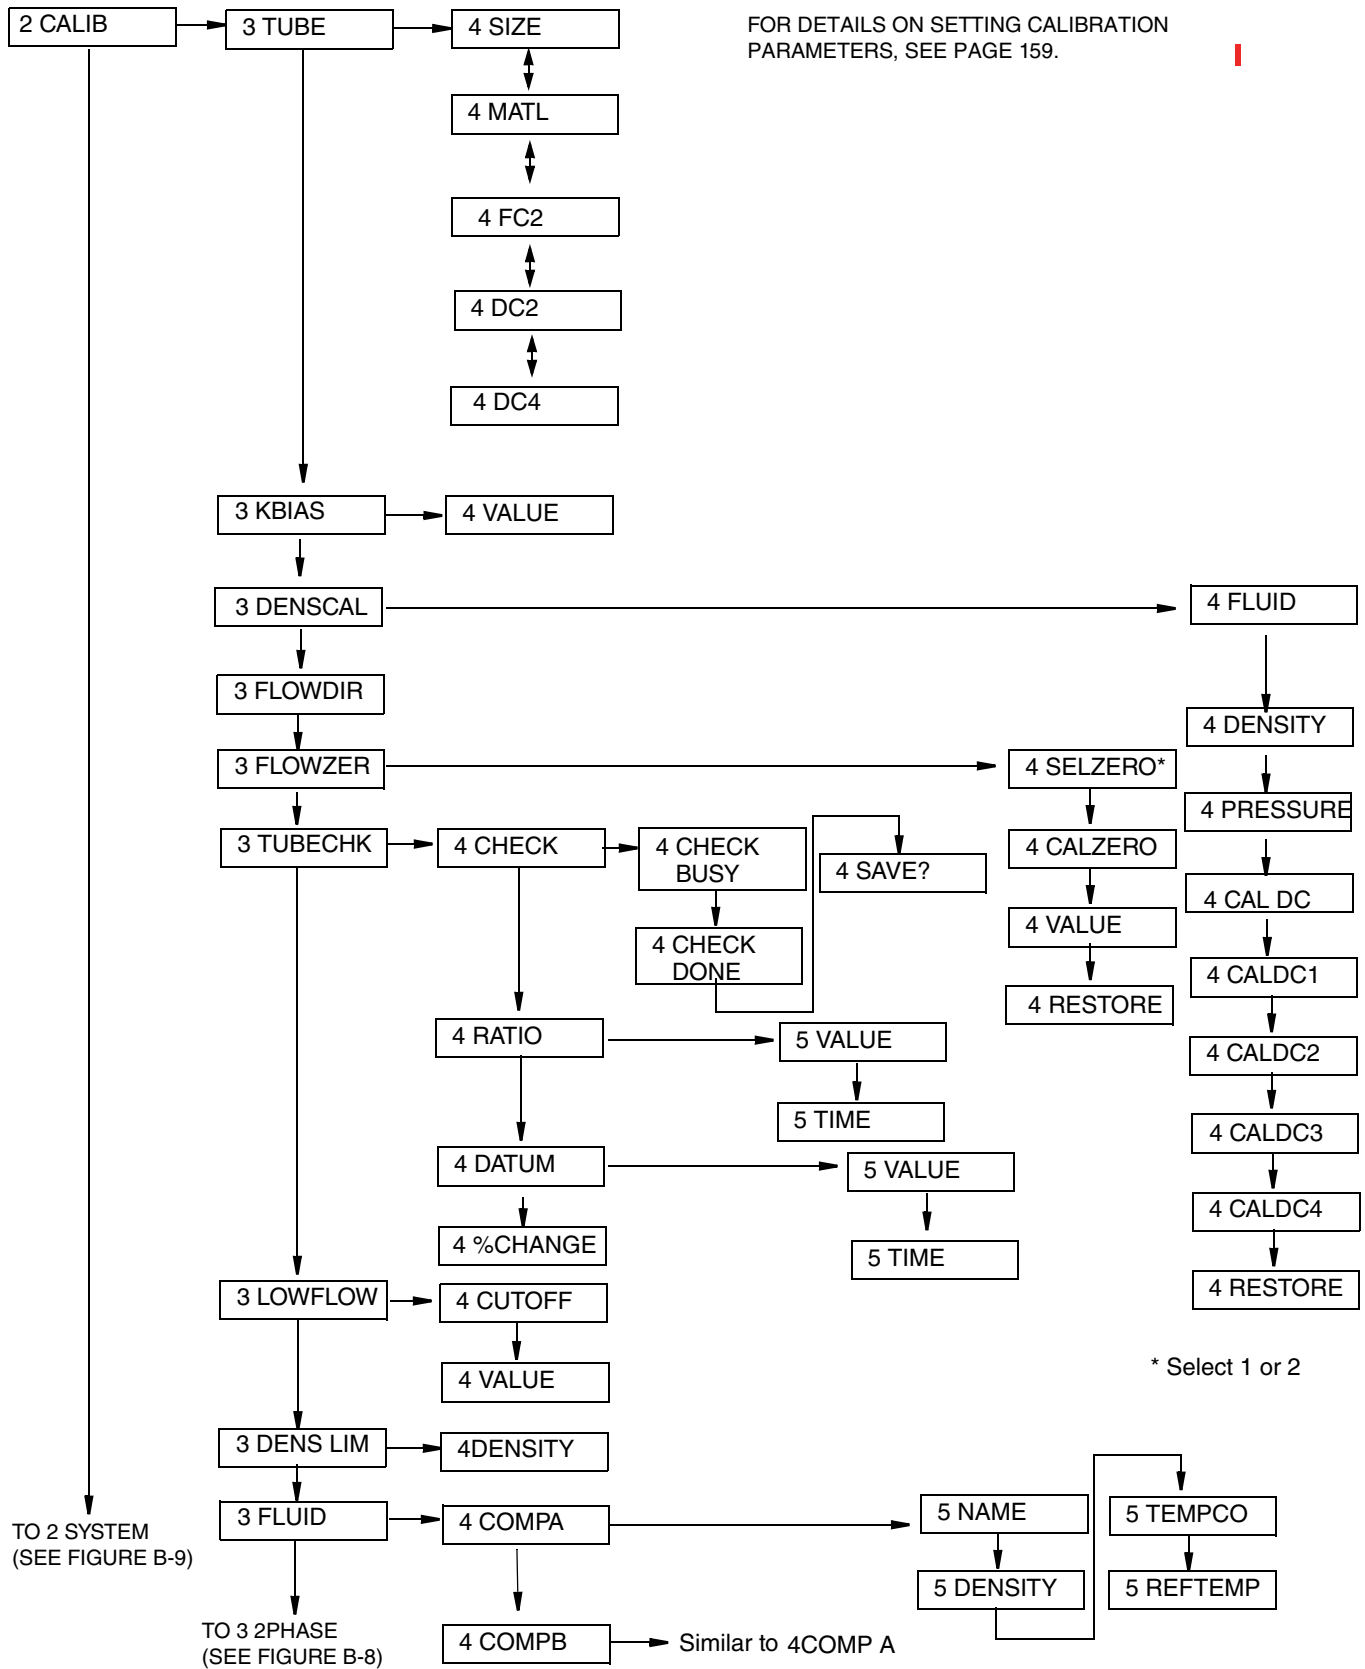 2 CALIB
3 TUBE
4 SIZE
FOR DETAILS ON SETTING CALIBRATION
PARAMETERS, SEE PAGE 159.
4 MATL
4 FC2
4 DC2
4 DC4
3 KBIAS
4 VALUE
3 DENSCAL
4 FLUID
3 FLOWDIR
4 DENSITY
3 FLOWZER
4 SELZERO*
4 PRESSURE
3 TUBECHK
4 CHECK
4 CHECK
BUSY
4 SAVE?
4 CALZERO
4 CAL DC
4 CHECK
DONE
4 VALUE
4 CALDC1
4 RESTORE
4 RATIO
5 VALUE
4 CALDC2
5 TIME
4 CALDC3
4 DATUM
5 VALUE
4 CALDC4
4 %CHANGE
5 TIME
4 RESTORE
3 LOWFLOW
4 CUTOFF
4 VALUE
* Select 1 or 2
3 DENS LIM
4DENSITY
3 FLUID
4 COMPA
5 NAME
5 TEMPCO
TO 2 SYSTEM
(SEE FIGURE B-9)
5 DENSITY
5 REFTEMP
TO 3 2PHASE
(SEE FIGURE B-8)
4 COMPB
Similar to 4COMP A